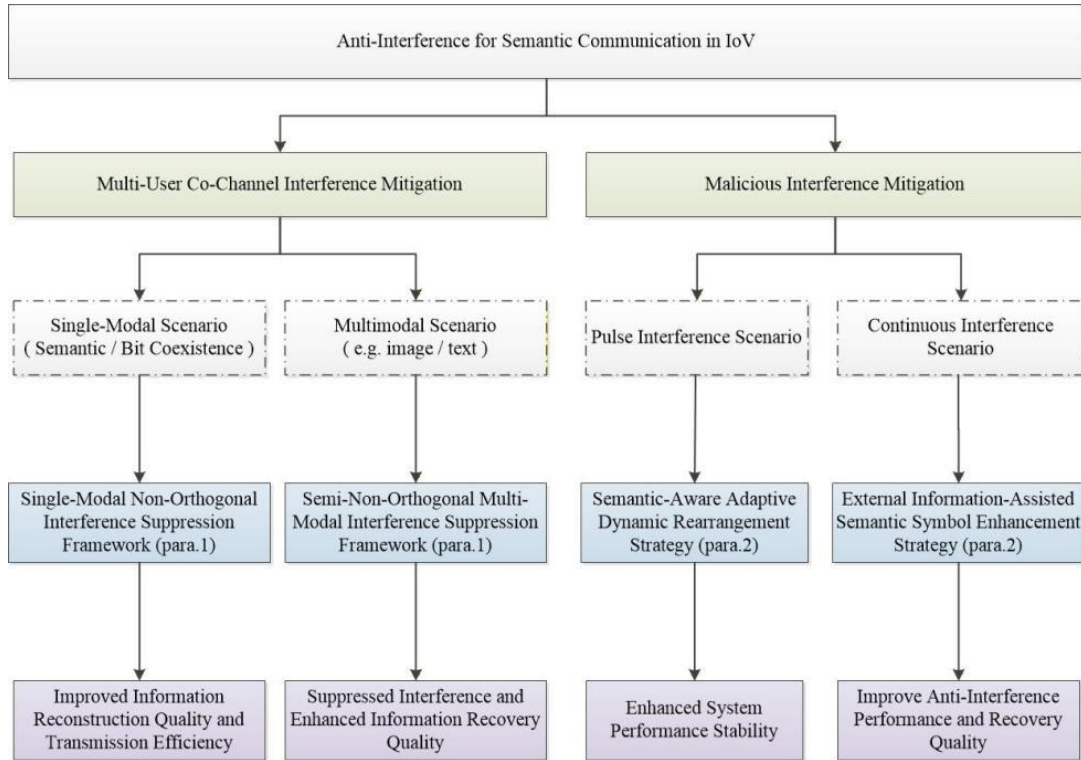 Anti-Interference for Semantic Communication in IoV
Multi-User Co-Channel Interference Mitigation
Malicious Interference Mitigation
Single-Modal Scenario
( Semantic / Bit Coexistence )
Multimodal Scenario
( e.g. image / text )
Pulse Interference Scenario
Continuous Interference
Scenario
Single-Modal Non-Orthogonal
Interference Suppression
Framework (para.1)
Semi-Non-Orthogonal Multi-
Modal Interference Suppression
Framework (para.1)
Semantic-Aware Adaptive
Dynamic Rearrangement
Strategy (para.2)
External Information-Assisted
Semantic Symbol Enhancement
Strategy (para.2)
Improved Information
Reconstruction Quality and
Transmission Efficiency
Suppressed Interference and
Enhanced Information Recovery
Quality
Enhanced System
Performance Stability
Improve Anti-Interference
Performance and Recovery
Quality